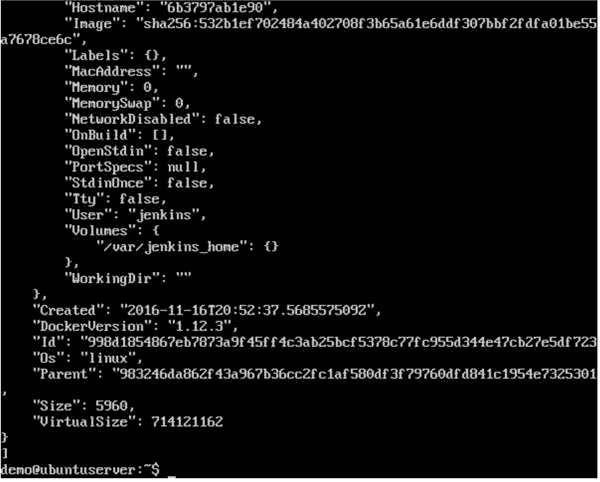 "Hostname": "6b3797ab1e90",
"Image": "sha256:532b1ef702484a402708f3b65a61e6ddf307bbf2fdfa01be55
a7678ce6c",
"Labels": {},
"MacAddress": "",
"Memory": 0,
"MemorySwap": 0,
"NetworkDisabled": false,
"OnBuild": [],
"OpenStdin": false,
"PortSpecs": null,
"StdinOnce": false,
"Tty": false,
"User": "jenkins",
"Volumes": {
"/var/jenkins_home": {}
},
"WorkingDir": ""
},
"Created": "2016-11-16T20:52:37.568557509Z",
"DockerVersion": "1.12.3",
"Id": "998d1854867eb7873a9f45ff4c3ab25bcf5378c77fc955d344e47cb27e5df723
"Os": "linux",
"Parent": "983246da862f43a967b36cc2fc1af580df3f79760dfd841c1954e7325301
,
"Size": 5960,
"VirtualSize": 714121162
}
]
demo@ubuntuserver:~$ _